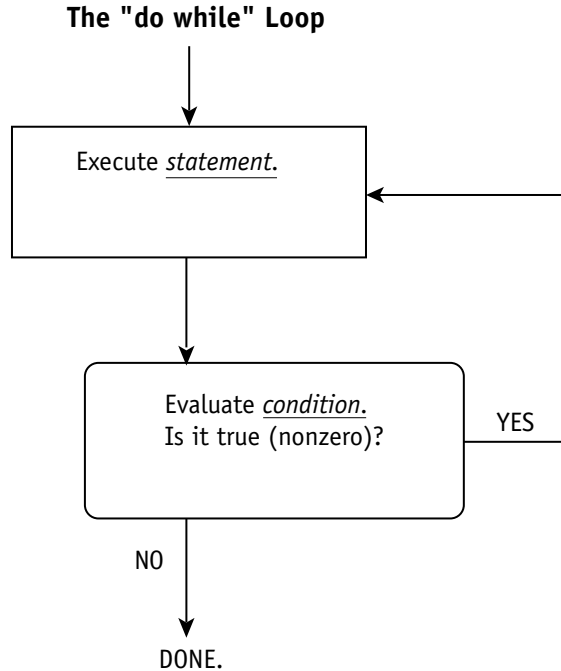 The "do while" Loop
Execute statement.
Evaluate condition.
Is it true (nonzero)?
YES
NO
DONE.